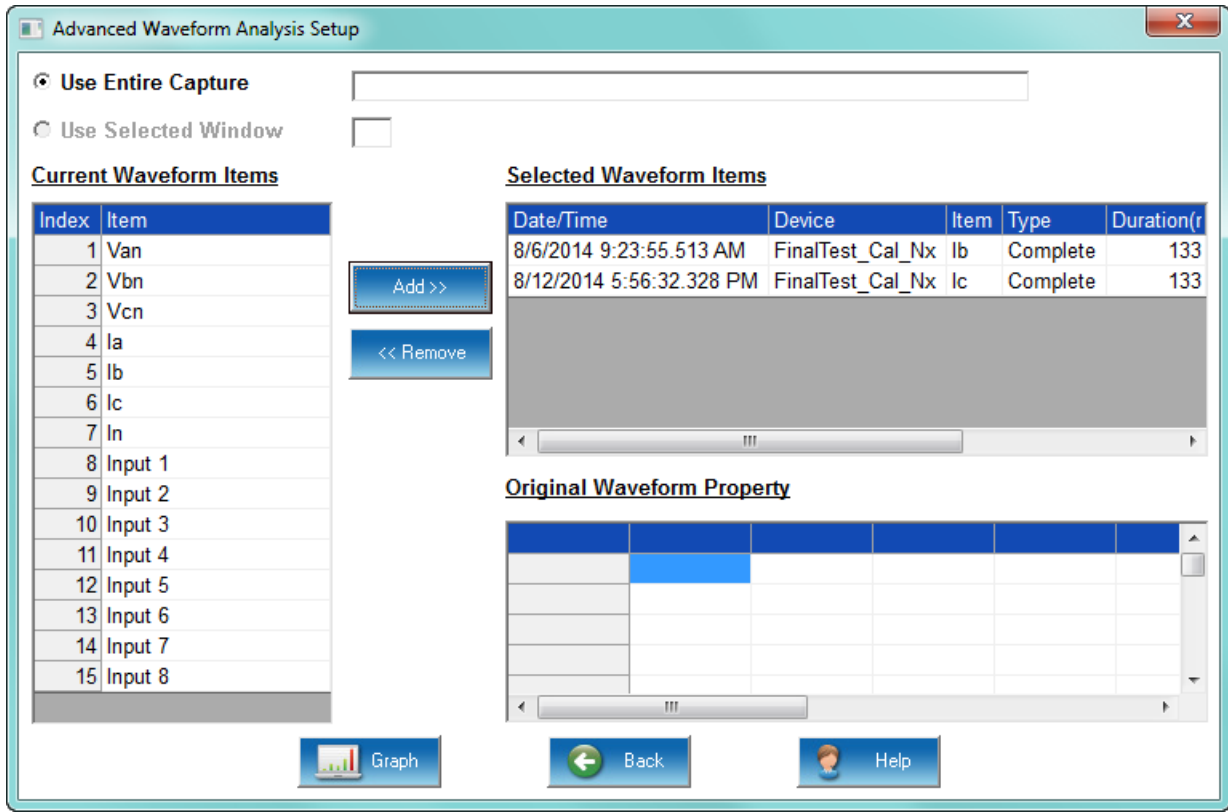 Advanced Waveform Analysis Setup
x
Use Entire Capture
Use Selected Window
Current Waveform Items
Index Item
1 Van
2 Vbn
3 Vcn
4 Ia
5 Ib
6 Ic
7 In
8 Input 1
9 Input 2
10 Input 3
11 Input 4
12 Input 5
13 Input 6
14 Input 7
15 Input 8
Add >>
<< Remove
Selected Waveform Items
Date/Time Device Item Type Duration(r
8/6/2014 9:23:55.513 AM FinalTest_Cal_Nx Ib Complete 133
8/12/2014 5:56:32.328 PM FinalTest_Cal_Nx Ic Complete 133
Original Waveform Property
Graph
Back
Help